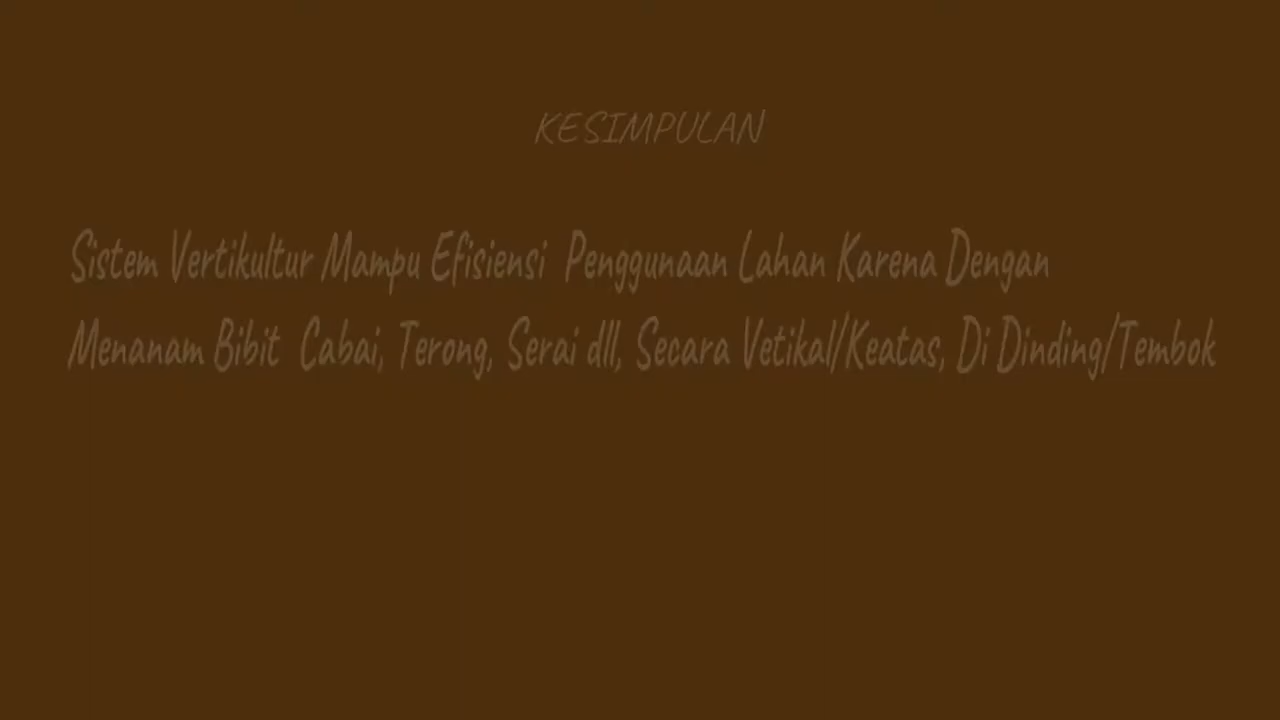 KESIMPULAN
Sistem Vertikultur Mampu Efisiensi Penggunaan Lahan Karena Dengan
Menanam Bibit Cabai, Terong, Serai dll, Secara Vetikal/Keatas, Di Dinding/Tembok